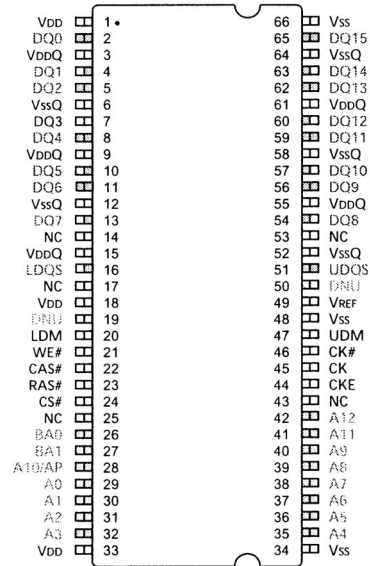 VDD 1 66 VSS
DQ0 2 65 DQ15
VDDQ 3 64 VSSQ
DQ1 4 63 DQ14
DQ2 5 62 DQ13
VssQ 6 61 VDDQ
DQ3 7 60 DQ12
DQ4 8 59 DQ11
VDDQ 9 58 VssQ
DQ5 10 57 DQ10
DQ6 11 56 DQ9
VssQ 12 55 VDDQ
DQ7 13 54 DQ8
NC 14 53 NC
VDDQ 15 52 VssQ
LDQS 16 51 UDQS
NC 17 50 DNU
VDD 18 49 VREF
DNU 19 48 Vss
LDM 20 47 UDM
WE# 21 46 CK#
CAS# 22 45 CK
RAS# 23 44 CKE
CS# 24 43 NC
NC 25 42 A12
BA0 26 41 A11
BA1 27 40 A9
A10/AP 28 39 A8
A0 29 38 A7
A1 30 37 A6
A2 31 36 A5
A3 32 35 A4
VDD 33 34 Vss